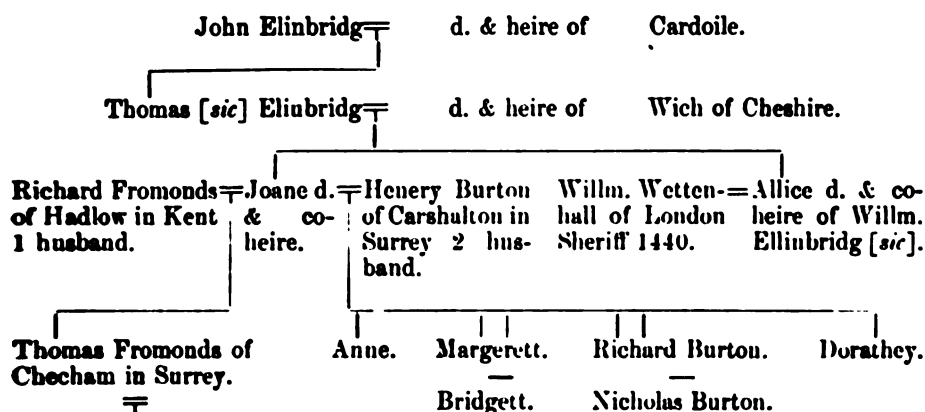 John Elinbridg d. & heire of Cardoile.
Thomas [sic] Elinbridg d. & heire of Wich of Cheshire.
Richard Fromonds
of Hadlow in Kent
1 husband.
Joane d.
& co-
heire.
Henery Burton
of Carshulton in
Surrey 2 hus-
band.
Willm. Wetten-
hall of London
Sheriff 1440.
Allice d. & co-
heire of Willm.
Ellinbridg [sic].
Thomas Fromonds of
Checham in Surrey.
Anne.
Margerett.
Bridgett.
Richard Burton.
Nicholas Burton.
Dorathey.